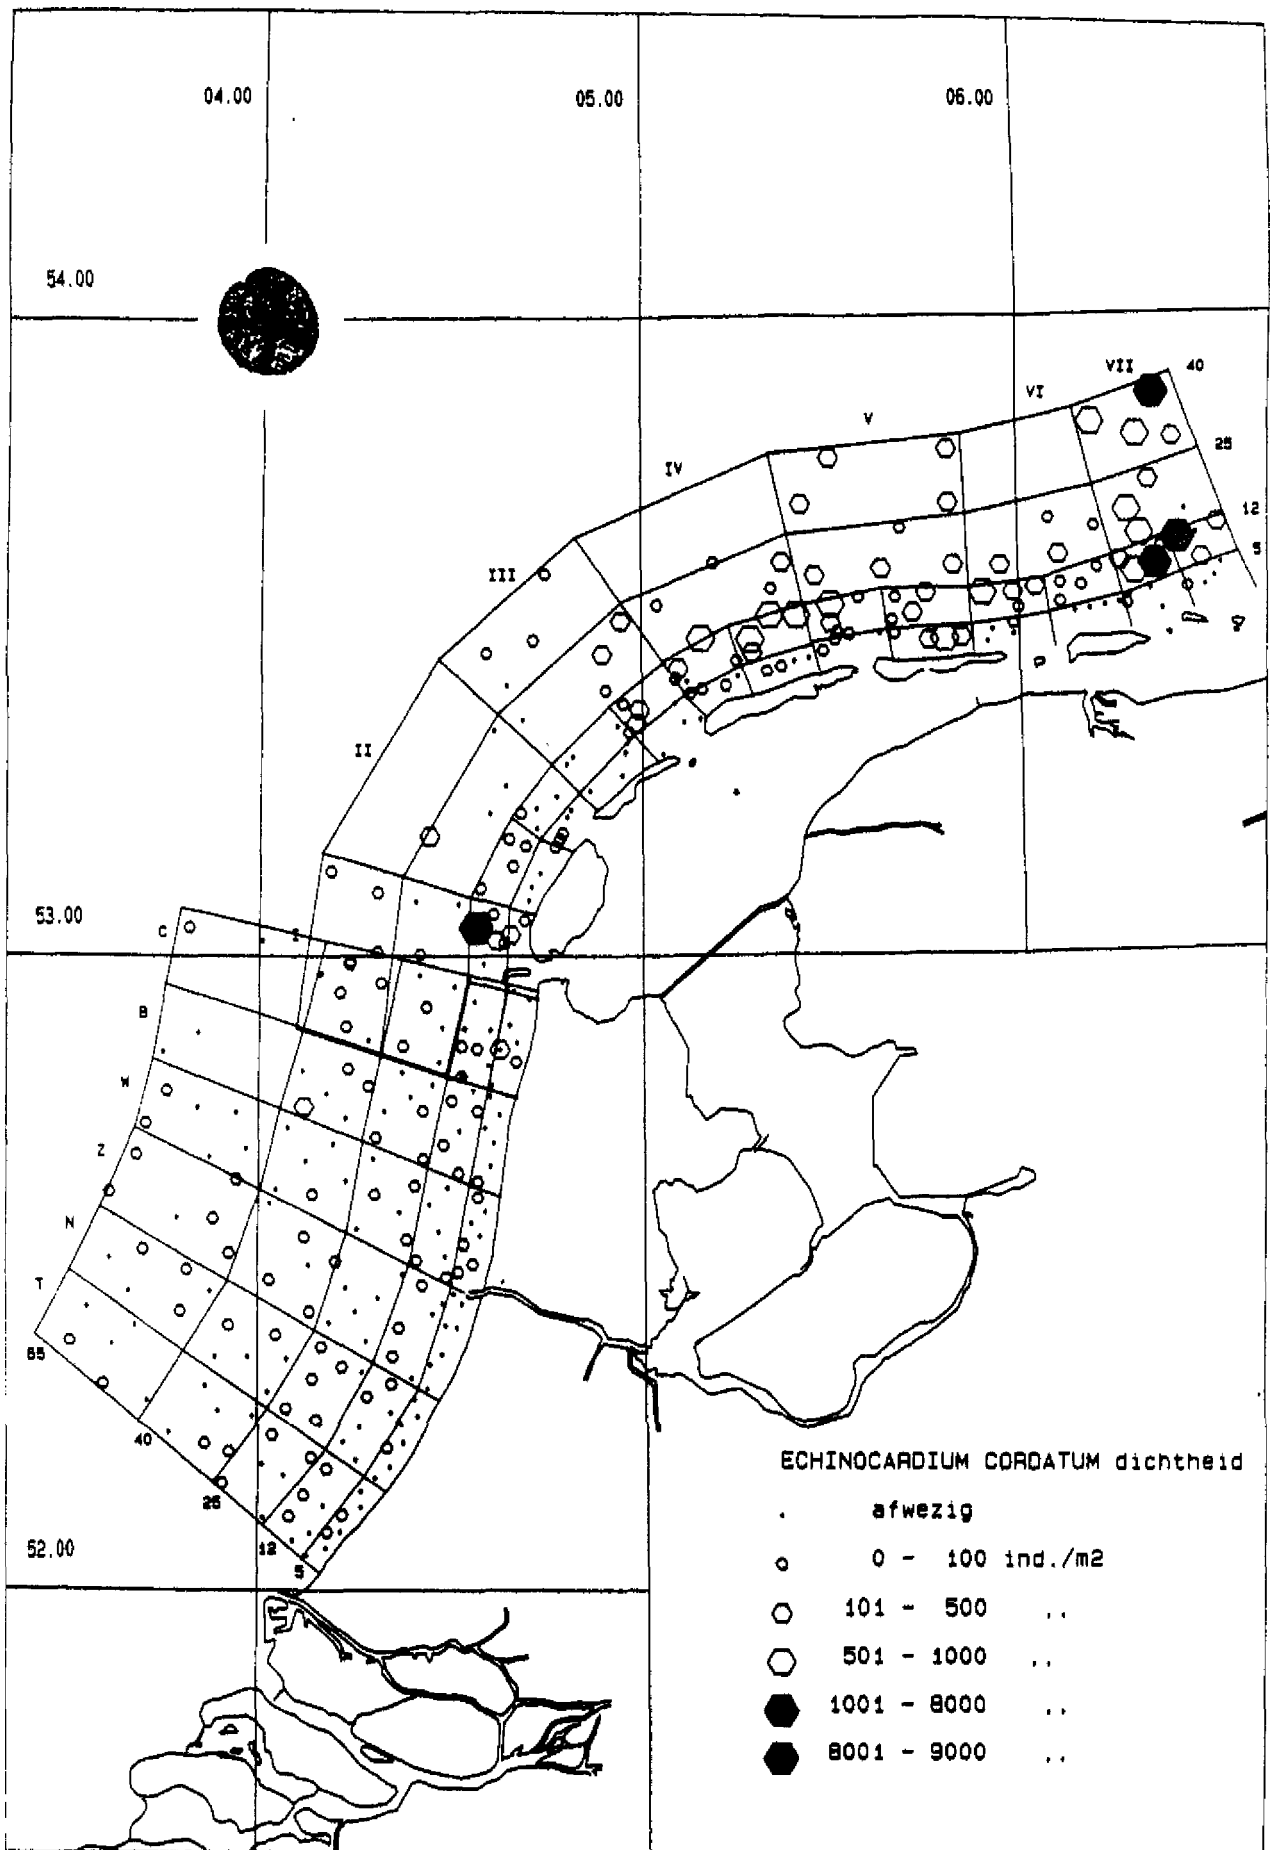 04.00 05.00 06.00
54.00
VII 40
VI
V
25
IV
12
5
III
II
53.00
C I
B
W
Z
N
T
65
40
25
12
5
52.00
ECHINOCARDIUM CORDATUM dichtheid
. afwezig
0 - 100 ind./m2
101 - 500 ,,
501 - 1000 ,,
1001 - 8000 ,,
8001 - 9000 ,,